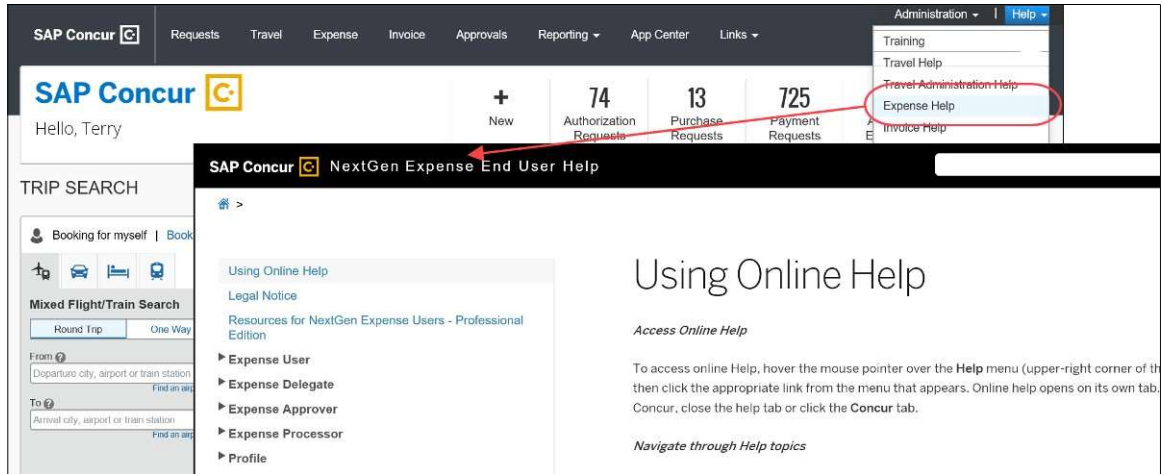 Administration | Help
SAP Concur Requests Travel Expense Invoice Approvals Reporting App Center Links
Training
Travel Help
Travel Administration Help
Expense Help
Invoice Help
SAP Concur
Hello, Terry
+ 74 13 725
New Authorization Requests Purchase Requests Payment Requests
TRIP SEARCH
Booking for myself | Book
Mixed Flight/Train Search
Round Trip One Way
From
Departure city, airport or train station
Find an airp
To
Arrival city, airport or train station
Find an airp
SAP Concur NextGen Expense End User Help
>
Using Online Help
Legal Notice
Resources for NextGen Expense Users - Professional
Edition
Expense User
Expense Delegate
Expense Approver
Expense Processor
Profile
Using Online Help
Access Online Help
To access online Help, hover the mouse pointer over the Help menu (upper-right corner of th
then click the appropriate link from the menu that appears. Online help opens on its own tab.
Concur, close the help tab or click the Concur tab.
Navigate through Help topics